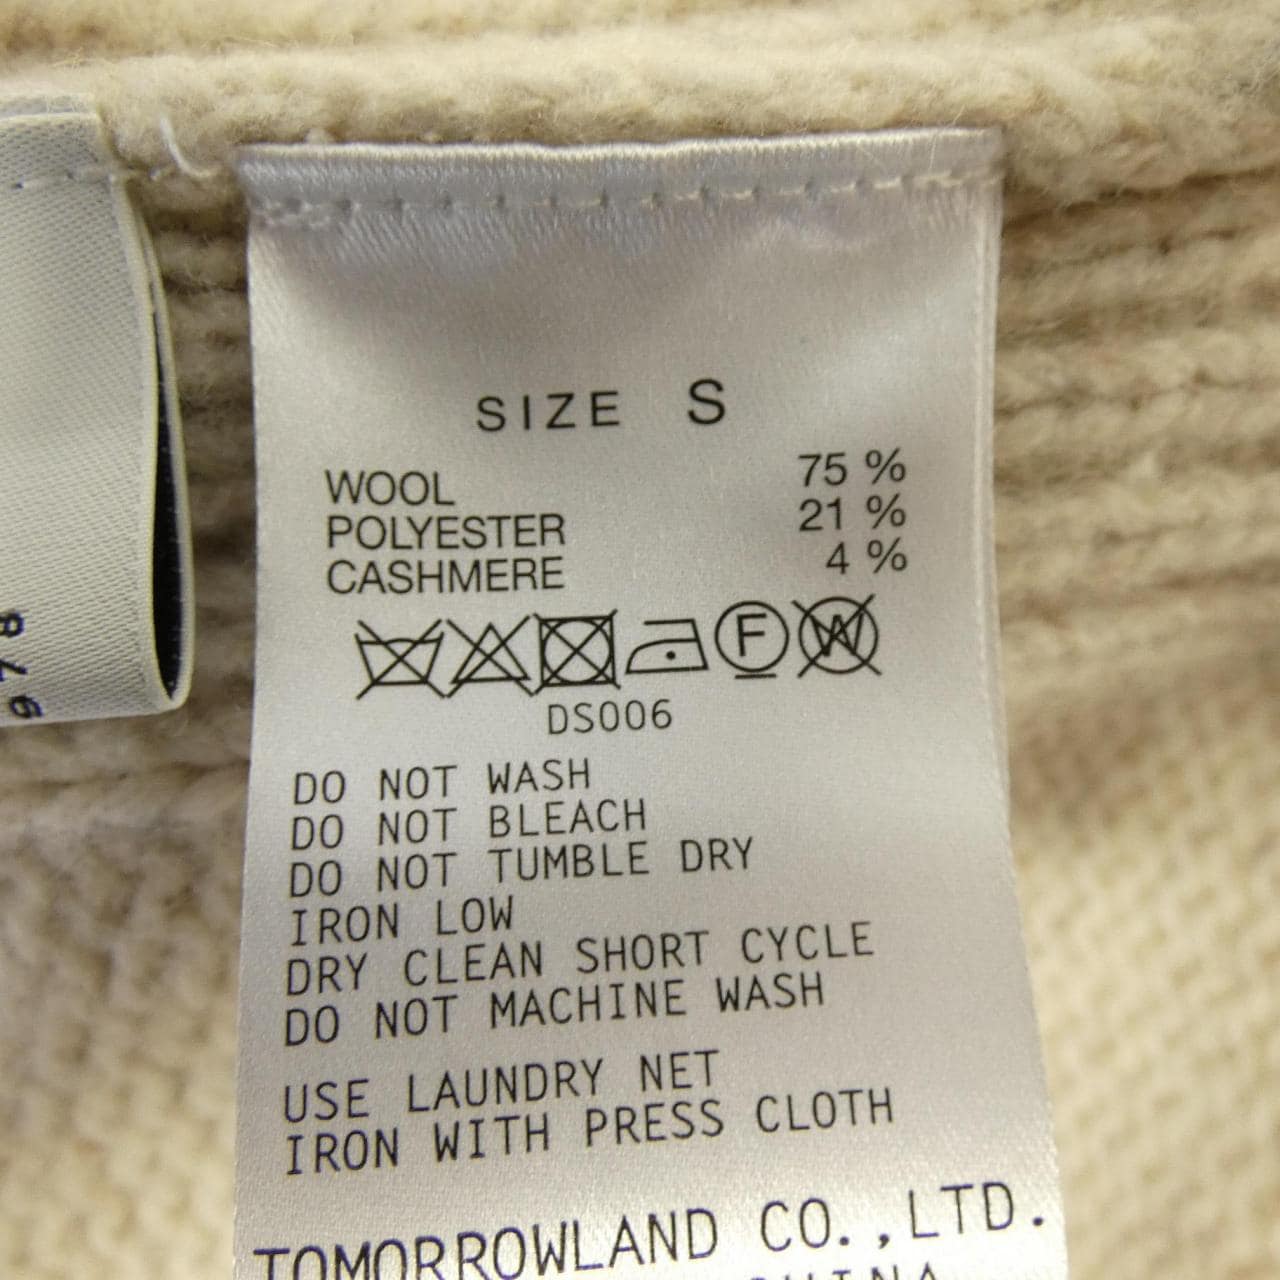 SIZE S
WOOL 75 %
POLYESTER 21 %
CASHMERE 4 %
F W
DS006
DO NOT WASH
DO NOT BLEACH
DO NOT TUMBLE DRY
IRON LOW
DRY CLEAN SHORT CYCLE
DO NOT MACHINE WASH
USE LAUNDRY NET
IRON WITH PRESS CLOTH
TOMORROWLAND CO.,LTD.
CHINA
876